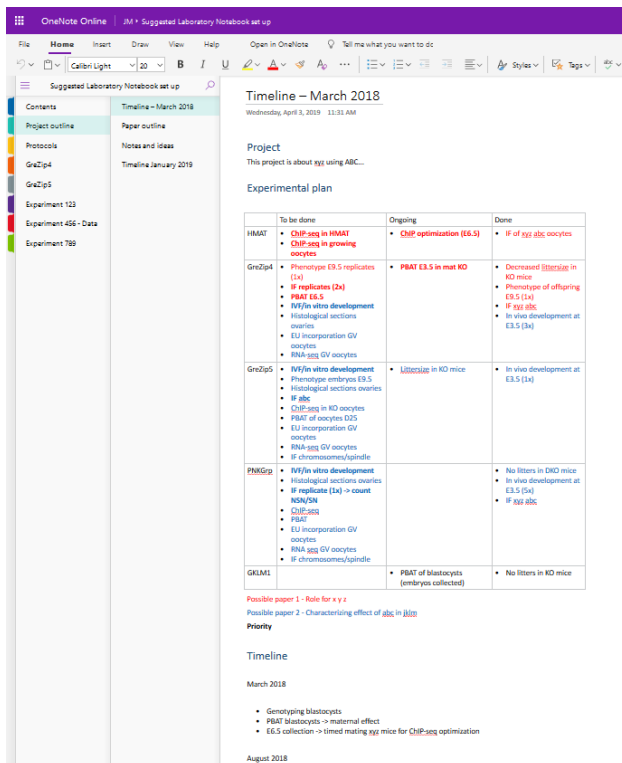 OneNote Online JM › Suggested Laboratory Notebook set up
File Home Insert Draw View Help Open in OneNote Tell me what you want to do
Calibri Light 20 B I U A A Styles Tags abc
Suggested Laboratory Notebook set up
Contents
Project outline
Protocols
GreZip4
GreZip5
Experiment 123
Experiment 456 - Data
Experiment 789
Timeline – March 2018
Paper outline
Notes and ideas
Timeline January 2019
Timeline – March 2018
Wednesday, April 3, 2019 11:31 AM
Project
This project is about xyz using ABC...
Experimental plan
To be done Ongoing Done
HMAT
• ChIP-seq in HMAT
• ChIP-seq in growing
oocytes
• ChIP optimization (E6.5)
• IF of xyz abc oocytes
GreZip4
• Phenotype E9.5 replicates
(1x)
• IF replicates (2x)
• PBAT E6.5
• IVF/in vitro development
• Histological sections
ovaries
• EU incorporation GV
oocytes
• RNA-seq GV oocytes
• PBAT E3.5 in mat KO
• Decreased littersize in
KO mice
• Phenotype of offspring
E9.5 (1x)
• IF xyz abc
• In vivo development at
E3.5 (3x)
GreZip5
• IVF/in vitro development
• Phenotype embryos E9.5
• Histological sections ovaries
• IF abc
• ChIP-seq in KO oocytes
• PBAT of oocytes D25
• EU incorporation GV
oocytes
• RNA-seq GV oocytes
• IF chromosomes/spindle
• Littersize in KO mice
• In vivo development at
E3.5 (1x)
PNKGrp
• IVF/in vitro development
• Histological sections ovaries
• IF replicate (1x) -> count
NSN/SN
• ChIP-seq
• PBAT
• EU incorporation GV
oocytes
• RNA seq GV oocytes
• IF chromosomes/spindle
• No litters in DKO mice
• In vivo development at
E3.5 (5x)
• IF xyz abc
GKLM1
• PBAT of blastocysts
(embryos collected)
• No litters in KO mice
Possible paper 1 - Role for x y z
Possible paper 2 - Characterizing effect of abc in jklm
Priority
Timeline
March 2018
• Genotyping blastocysts
• PBAT blastocysts -> maternal effect
• E6.5 collection -> timed mating xyz mice for ChIP-seq optimization
August 2018